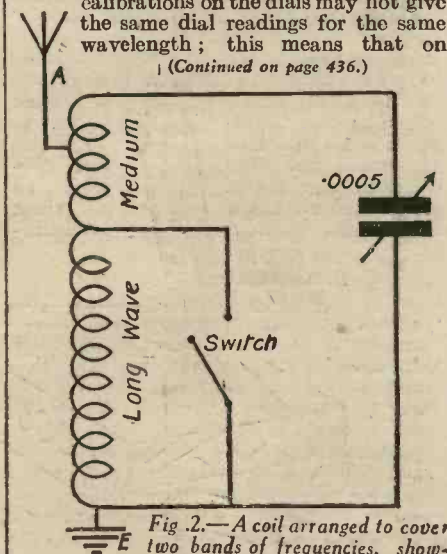 calibrations on the dials may not give
the same dial readings for the same
wavelength ; this means that on
(Continued on page 436.)
A
Medium
.0005
Long Wave
Switch
E
Fig .2.—A coil arranged to cover
two bands of frequencies, show-